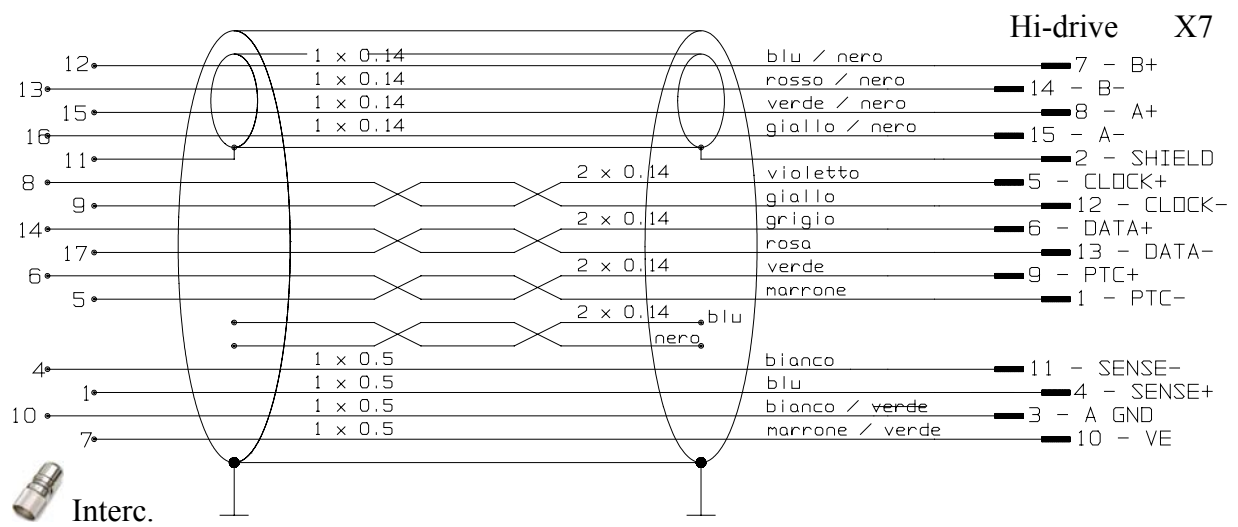 Hi-drive X7
12 1 x 0.14 blu / nero 7 - B+
13 1 x 0.14 rosso / nero 14 - B-
15 1 x 0.14 verde / nero 8 - A+
16 1 x 0.14 giallo / nero 15 - A-
11 2 - SHIELD
8 2 x 0.14 violetto 5 - CLOCK+
9 giallo 12 - CLOCK-
14 2 x 0.14 grigio 6 - DATA+
17 rosa 13 - DATA-
6 2 x 0.14 verde 9 - PTC+
5 marrone 1 - PTC-
2 x 0.14 blu
nero
4 1 x 0.5 bianco 11 - SENSE-
1 1 x 0.5 blu 4 - SENSE+
10 1 x 0.5 bianco / verde 3 - A GND
7 1 x 0.5 marrone / verde 10 - VE
Interc.